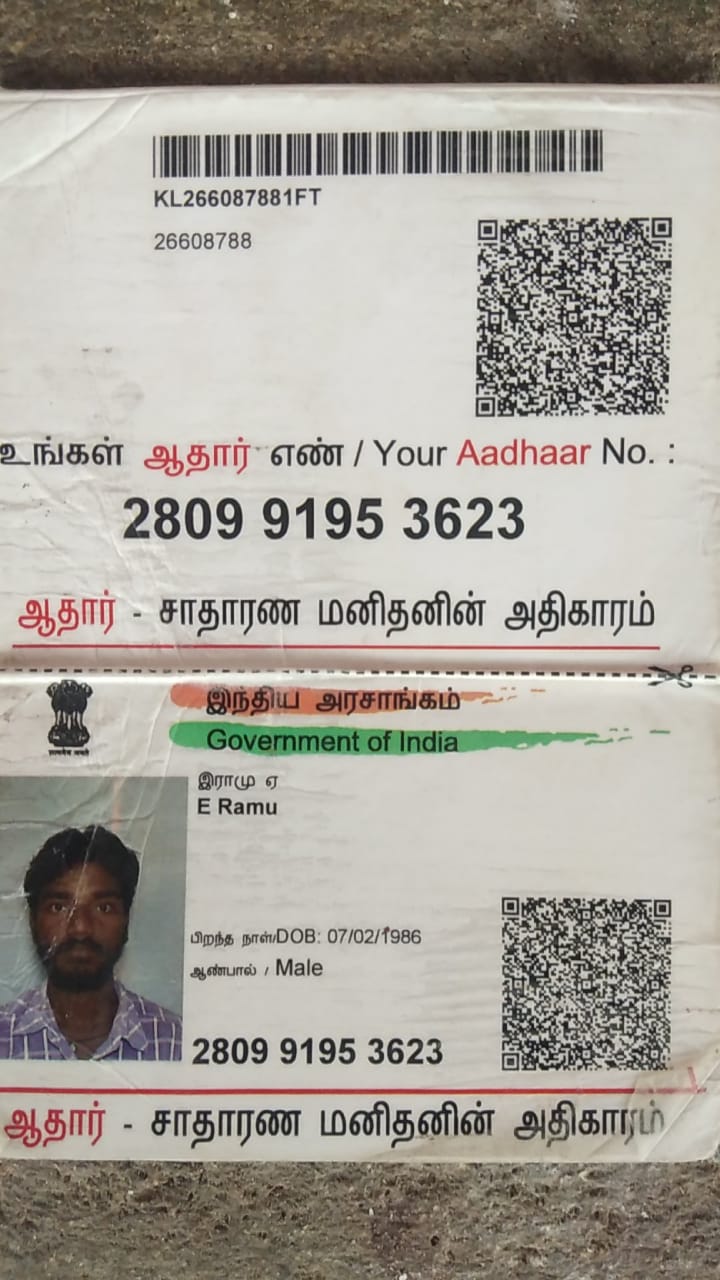 KL266087881FT
26608788
உங்கள் ஆதார் எண் / Your Aadhaar No. :
2809 9195 3623
ஆதார் - சாதாரண மனிதனின் அதிகாரம்
இந்திய அரசாங்கம்
Government of India
இராமு ஏ
E Ramu
பிறந்த நாள்/DOB: 07/02/1986
ஆண்பால் / Male
2809 9195 3623
ஆதார் - சாதாரண மனிதனின் அதிகாரம்